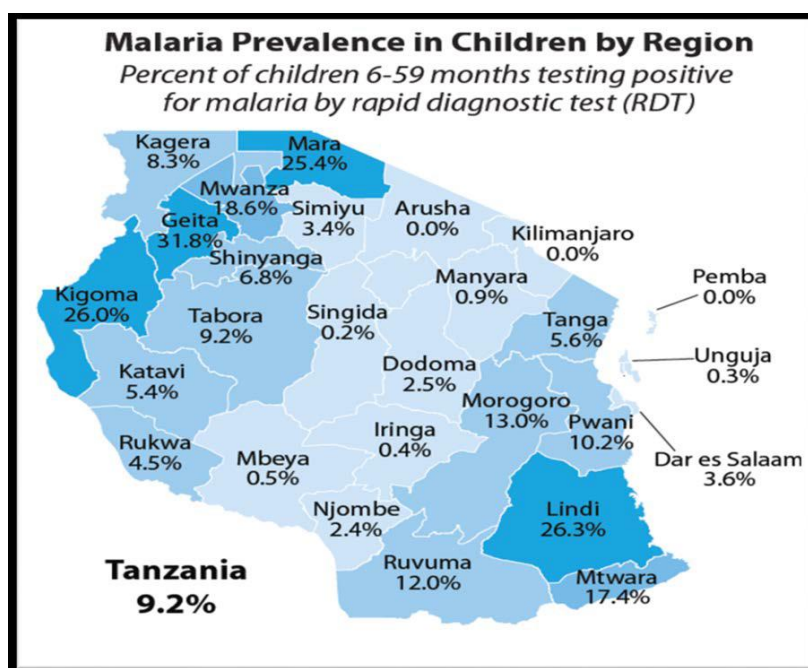 Malaria Prevalence in Children by Region
Percent of children 6-59 months testing positive
for malaria by rapid diagnostic test (RDT)
Kagera
8.3%
Mara
25.4%
Mwanza
18.6%
Geita
31.8%
Simiyu
3.4%
Arusha
0.0%
Kilimanjaro
0.0%
Shinyanga
6.8%
Kigoma
26.0%
Tabora
9.2%
Singida
0.2%
Manyara
0.9%
Tanga
5.6%
Pemba
0.0%
Unguja
0.3%
Katavi
5.4%
Dodoma
2.5%
Morogoro
13.0%
Pwani
10.2%
Dar es Salaam
3.6%
Rukwa
4.5%
Mbeya
0.5%
Iringa
0.4%
Njombe
2.4%
Lindi
26.3%
Ruvuma
12.0%
Mtwara
17.4%
Tanzania
9.2%